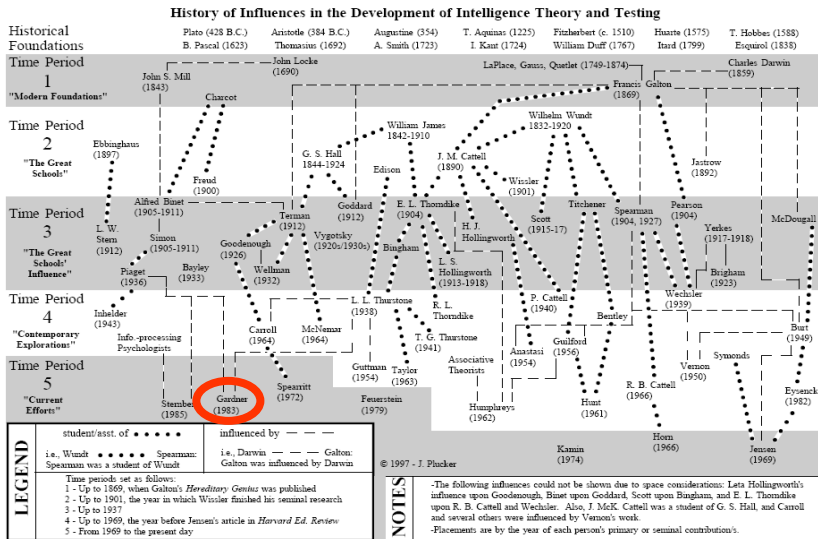 History of Influences in the Development of Intelligence Theory and Testing
Historical
Foundations
Plato (428 B.C.)
B. Pascal (1623)
Aristotle (384 B.C.)
Thomasius (1692)
Augustine (354)
A. Smith (1723)
T. Aquinas (1225)
I. Kant (1724)
Fitzherbert (c. 1510)
William Duff (1767)
Huarte (1575)
Itard (1799)
T. Hobbes (1588)
Esquirol (1838)
Time Period
1
"Modern Foundations"
John S. Mill
(1843)
John Locke
(1690)
Charcot
LaPlace, Gauss, Quetlet (1749-1874)
Francis Galton
(1869)
Charles Darwin
(1859)
Time Period
2
"The Great
Schools"
Ebbinghaus
(1897)
Freud
(1900)
G. S. Hall
1844-1924
William James
1842-1910
Edison
J. M. Cattell
(1890)
Wilhelm Wundt
1832-1920
Wissler
(1901)
Jastrow
(1892)
Time Period
3
"The Great
Schools'
Influence"
Alfred Binet
(1905-1911)
L. W.
Stern
(1912)
Simon
(1905-1911)
Piaget
(1936)
Bayley
(1933)
Goodenough
(1926)
Terman
(1912)
Wellman
(1932)
Goddard
(1912)
Vygotsky
(1920s/1930s)
E. L. Thorndike
(1904)
Bingham
L. S.
Hollingworth
(1913-1918)
H. J.
Hollingworth
Scott
(1915-17)
Titchener
Spearman
(1904, 1927)
Pearson
(1904)
Yerkes
(1917-1918)
Brigham
(1923)
McDougall
Time Period
4
"Contemporary
Explorations"
Inhelder
(1943)
Info.-processing
Psychologists
Carroll
(1964)
McNemar
(1964)
L. L. Thurstone
(1938)
R. L.
Thorndike
T. G. Thurstone
(1941)
P. Cattell
(1940)
Bentley
Wechsler
(1939)
Burt
(1949)
Anastasi
(1954)
Guilford
(1956)
Associative
Theorists
Guttman
(1954)
Taylor
(1963)
Humphreys
(1962)
Hunt
(1961)
R. B. Cattell
(1966)
Horn
(1966)
Vernon
(1950)
Symonds
Eysenck
(1982)
Time Period
5
"Current
Efforts"
Sternberg
(1985)
Gardner
(1983)
Spearritt
(1972)
Feuerstein
(1979)
Kamin
(1974)
Jensen
(1969)
LEGEND
student/asst. of
i.e., Wundt Spearman:
Spearman was a student of Wundt
influenced by
i.e., Darwin Galton:
Galton was influenced by Darwin
Time periods set as follows:
1 - Up to 1869, when Galton's Hereditary Genius was published
2 - Up to 1901, the year in which Wissler finished his seminal research
3 - Up to 1937
4 - Up to 1969, the year before Jensen's article in Harvard Ed. Review
5 - From 1969 to the present day
© 1997 - J. Plucker
NOTES
-The following influences could not be shown due to space considerations: Leta Hollingworth's
influence upon Goodenough, Binet upon Goddard, Scott upon Bingham, and E. L. Thorndike
upon R. B. Cattell and Wechsler. Also, J. McK. Cattell was a student of G. S. Hall, and Carroll
and several others were influenced by Vernon's work.
-Placements are by the year of each person's primary or seminal contribution/s.